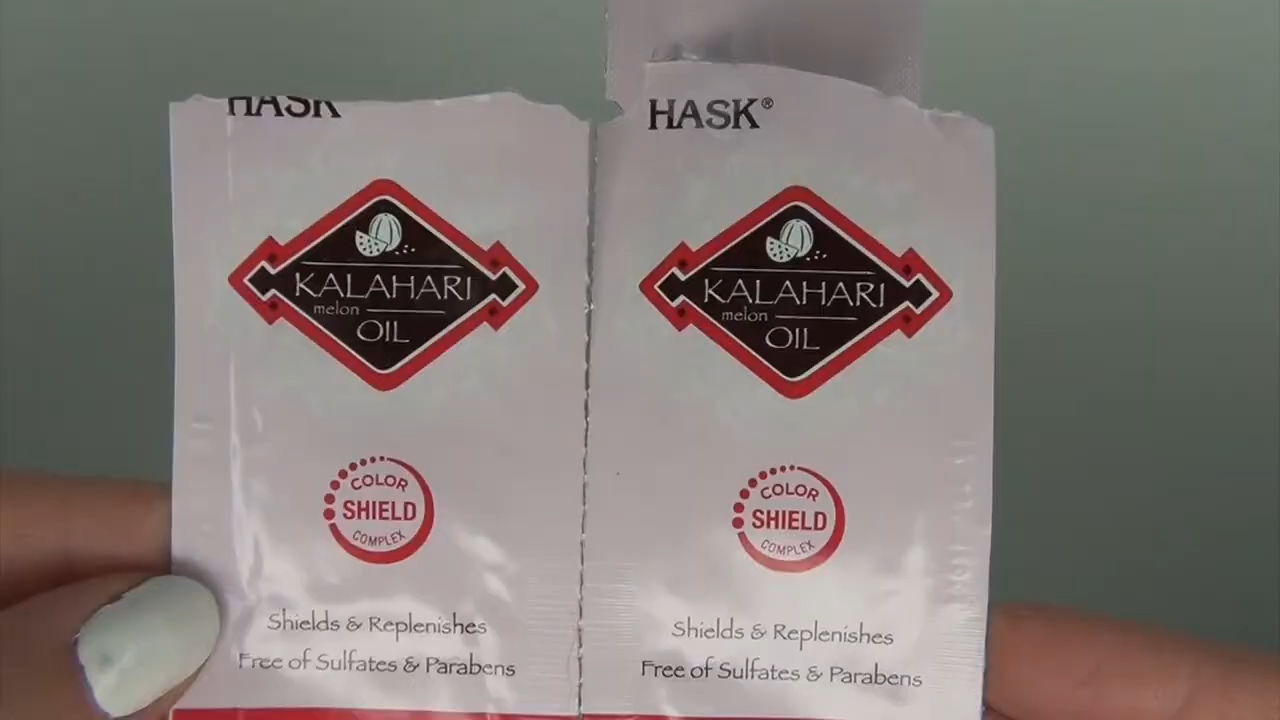 HASK
KALAHARI
melon
OIL
COLOR
SHIELD
COMPLEX
Shields & Replenishes
Free of Sulfates & Parabens
HASK®
KALAHARI
melon
OIL
COLOR
SHIELD
COMPLEX
Shields & Replenishes
Free of Sulfates & Parabens